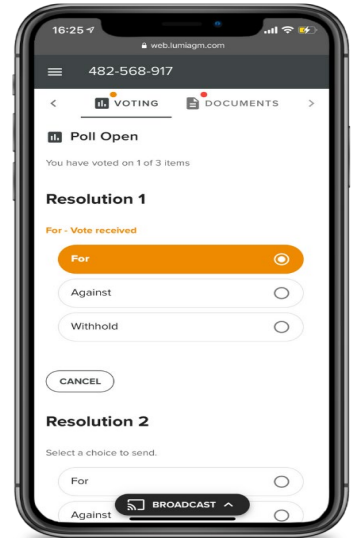 16:25
web.lumiagm.com
482-568-917
VOTING
DOCUMENTS
Poll Open
You have voted on 1 of 3 items
Resolution 1
For - Vote received
For
Against
Withhold
CANCEL
Resolution 2
Select a choice to send.
For
BROADCAST
Against